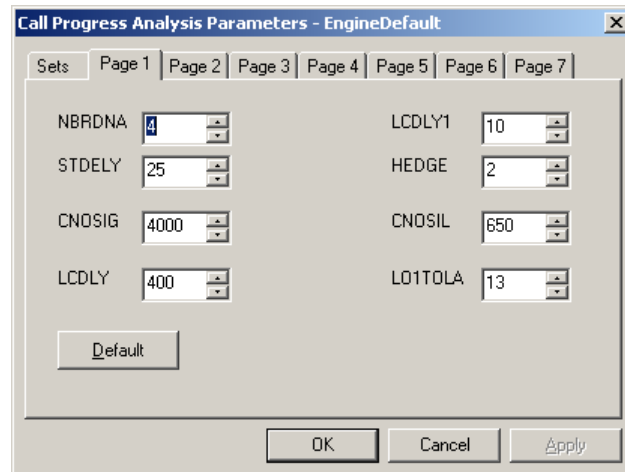 Call Progress Analysis Parameters - EngineDefault
Sets Page 1 Page 2 Page 3 Page 4 Page 5 Page 6 Page 7
NBRDNA 4 LCDLY1 10
STDELY 25 HEDGE 2
CNOSIG 4000 CNOSIL 650
LCDLY 400 LO1TOLA 13
Default
OK Cancel Apply